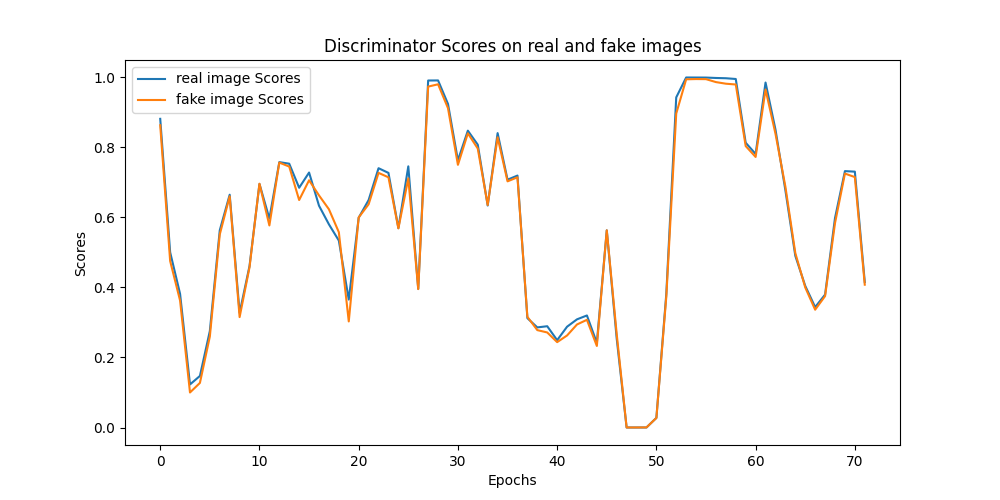 Discriminator Scores on real and fake images
real image Scores
fake image Scores
1.0
0.8
0.6
0.4
0.2
0.0
Scores
0 10 20 30 40 50 60 70
Epochs